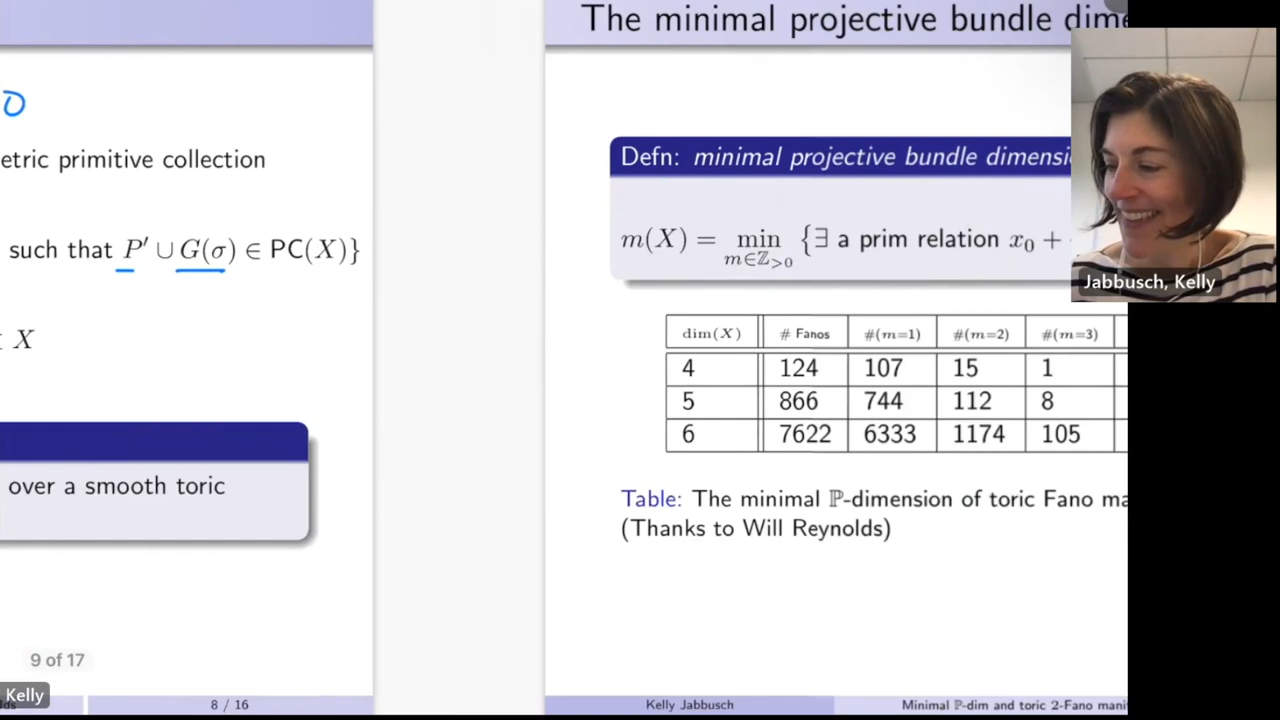 The minimal projective bundle dime
0
etric primitive collection
such that P′ ∪ G(σ) ∈ PC(X)}
X
over a smooth toric
9 of 17
Kelly
8 / 16
Defn: minimal projective bundle dimensi
m(X) = min {∃ a prim relation x₀ +
m∈ℤ>0
Jabbusch, Kelly
dim(X) # Fanos #(m=1) #(m=2) #(m=3)
4 124 107 15 1
5 866 744 112 8
6 7622 6333 1174 105
Table: The minimal ℙ-dimension of toric Fano ma
(Thanks to Will Reynolds)
Kelly Jabbusch
Minimal ℙ-dim and toric 2-Fano mani